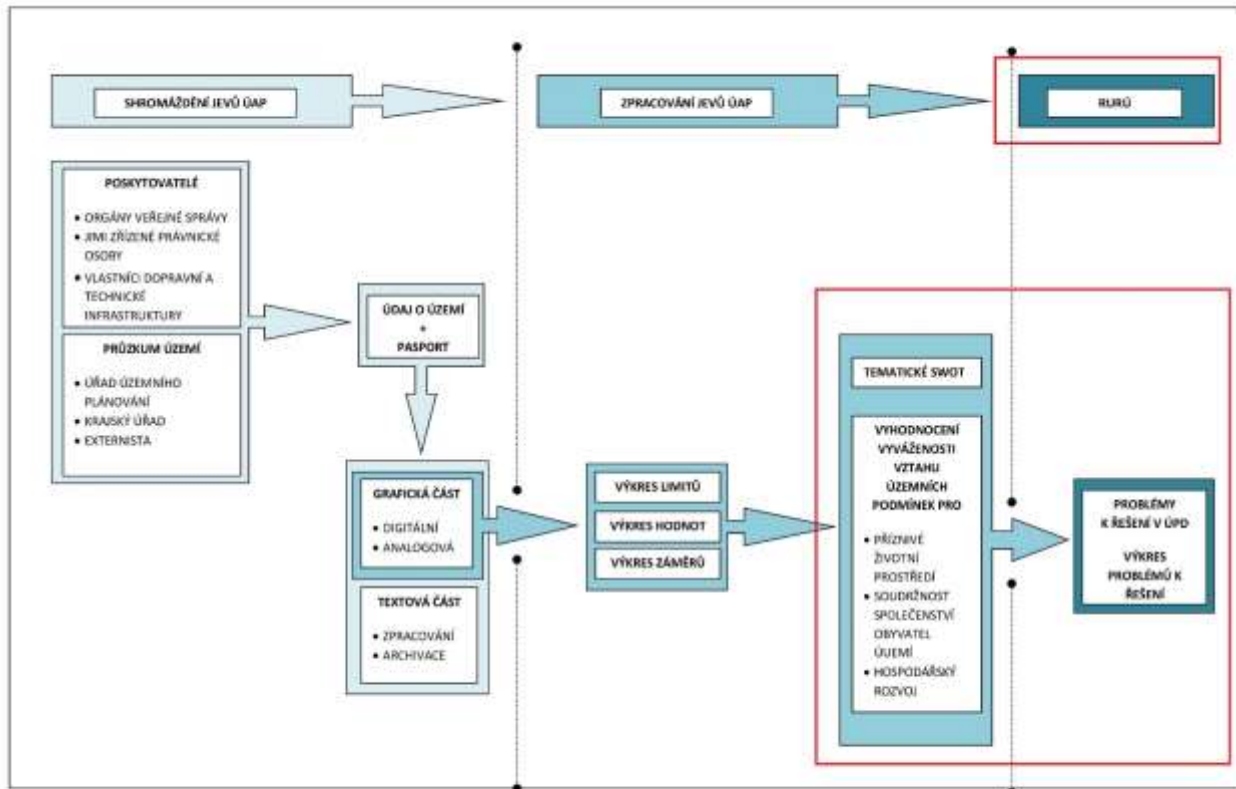 SHROMÁŽDĚNÍ JEVŮ ÚAP
ZPRACOVÁNÍ JEVŮ ÚAP
RURÚ
POSKYTOVATELÉ
• ORGÁNY VEŘEJNÉ SPRÁVY
• JIMI ZŘÍZENÉ PRÁVNICKÉ
OSOBY
• VLASTNÍCI DOPRAVNÍ A
TECHNICKÉ
INFRASTRUKTURY
PRŮZKUM ÚZEMÍ
• ÚŘAD ÚZEMNÍHO
PLÁNOVÁNÍ
• KRAJSKÝ ÚŘAD
• EXTERNISTA
ÚDAJ O ÚZEMÍ
+
PASPORT
GRAFICKÁ ČÁST
• DIGITÁLNÍ
• ANALOGOVÁ
TEXTOVÁ ČÁST
• ZPRACOVÁNÍ
• ARCHIVACE
VÝKRES LIMITŮ
VÝKRES HODNOT
VÝKRES ZÁMĚRŮ
TEMATICKÉ SWOT
VYHODNOCENÍ
VYVÁŽENOSTI
VZTAHU
ÚZEMNÍCH
PODMÍNEK PRO
• PŘÍZNIVÉ
ŽIVOTNÍ
PROSTŘEDÍ
• SOUDRŽNOST
SPOLEČENSTVÍ
OBYVATEL
ÚUEMÍ
• HOSPODÁŘSKÝ
ROZVOJ
PROBLÉMY
K ŘEŠENÍ V ÚPD
VÝKRES
PROBLÉMŮ K
ŘEŠENÍ